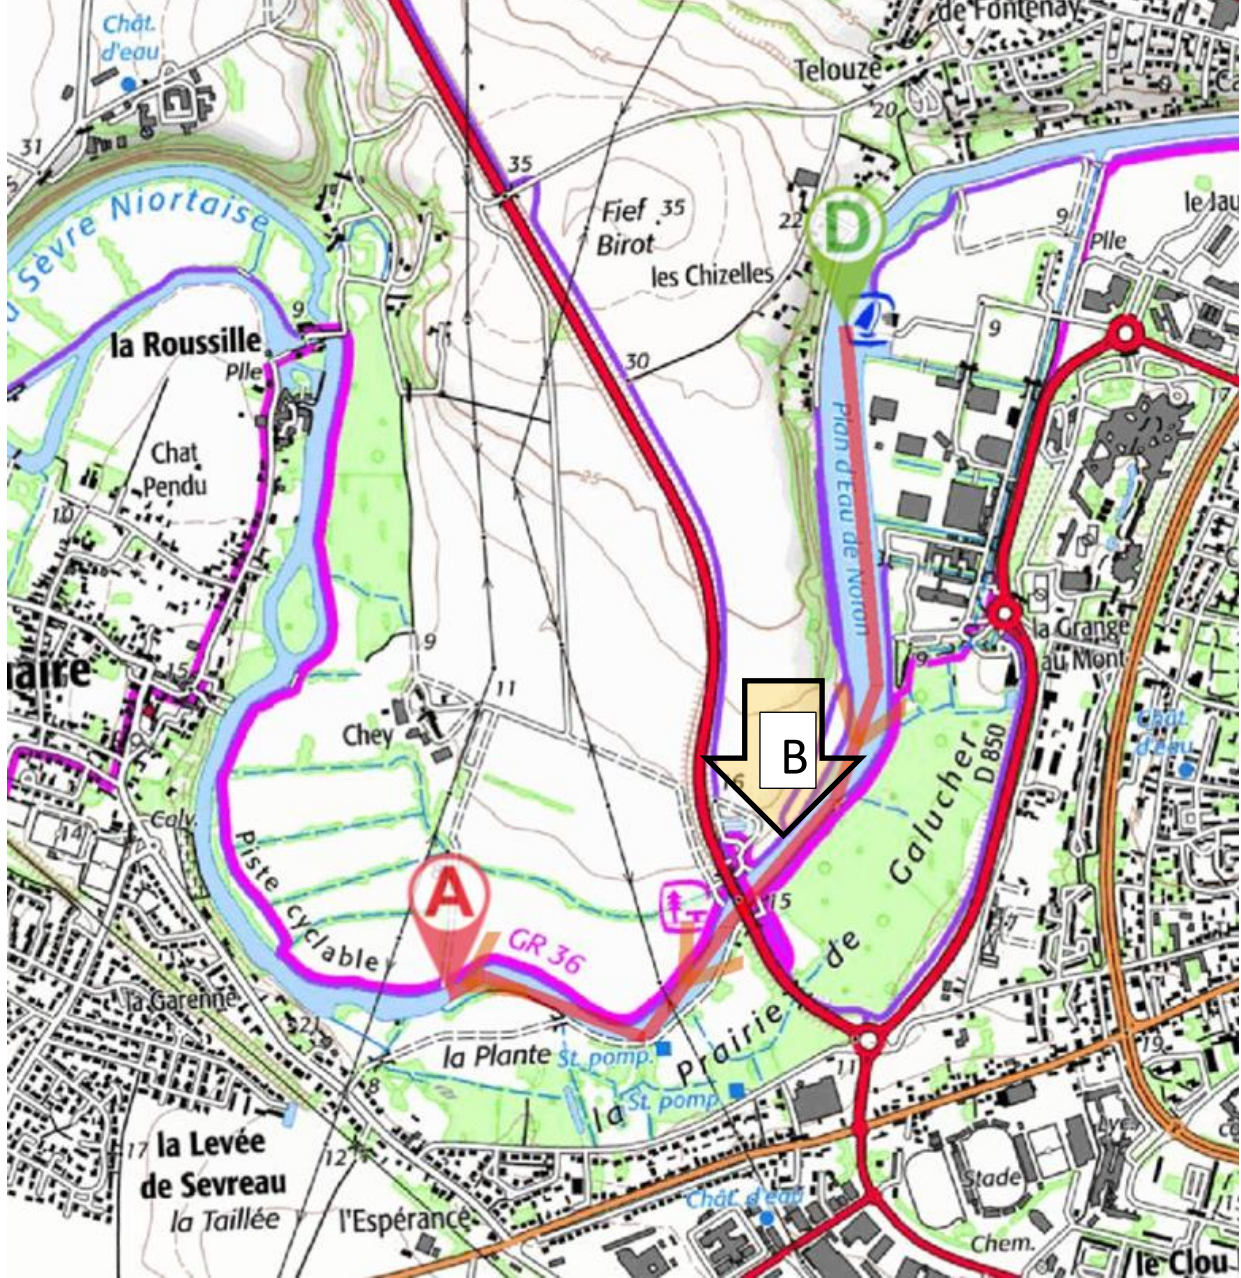 Chât.
d'eau
de Fontenay
Telouze
20
31
35
Fief
35
Birot
22
D
les Chizelles
9
le Jau
Plle
Sèvre Niortaise
9
9
la Roussille
Plle
30
Chat
Pendu
25
10
Plan d'Eau de Noron
9
la Grange
au Mont
9
15
11
aire
Chey
B
D 850
Chât.
d'eau
14
Calv.
Galucher
15
A
GR 36
Piste
cyclable
de
la Garenne
la Plante
St. pomp.
Prairie
la
St. pomp.
11
19
8
la Levée
de Sevreau
17
12
la Taillée
l'Espérance
Chât. d'eau
Stade
Chem.
le Clou